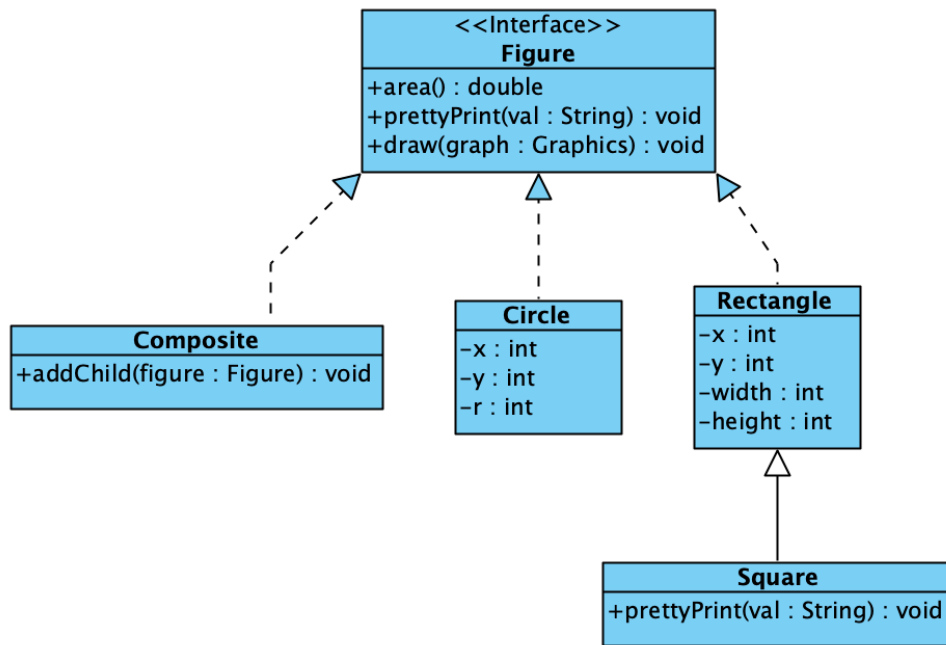 <<Interface>>
Figure
+area() : double
+prettyPrint(val : String) : void
+draw(graph : Graphics) : void
Composite
+addChild(figure : Figure) : void
Circle
-x : int
-y : int
-r : int
Rectangle
-x : int
-y : int
-width : int
-height : int
Square
+prettyPrint(val : String) : void